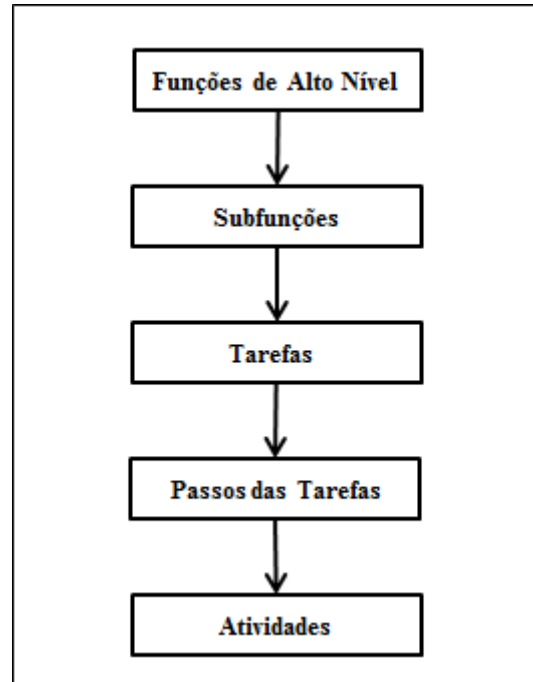 Funções de Alto Nível
Subfunções
Tarefas
Passos das Tarefas
Atividades